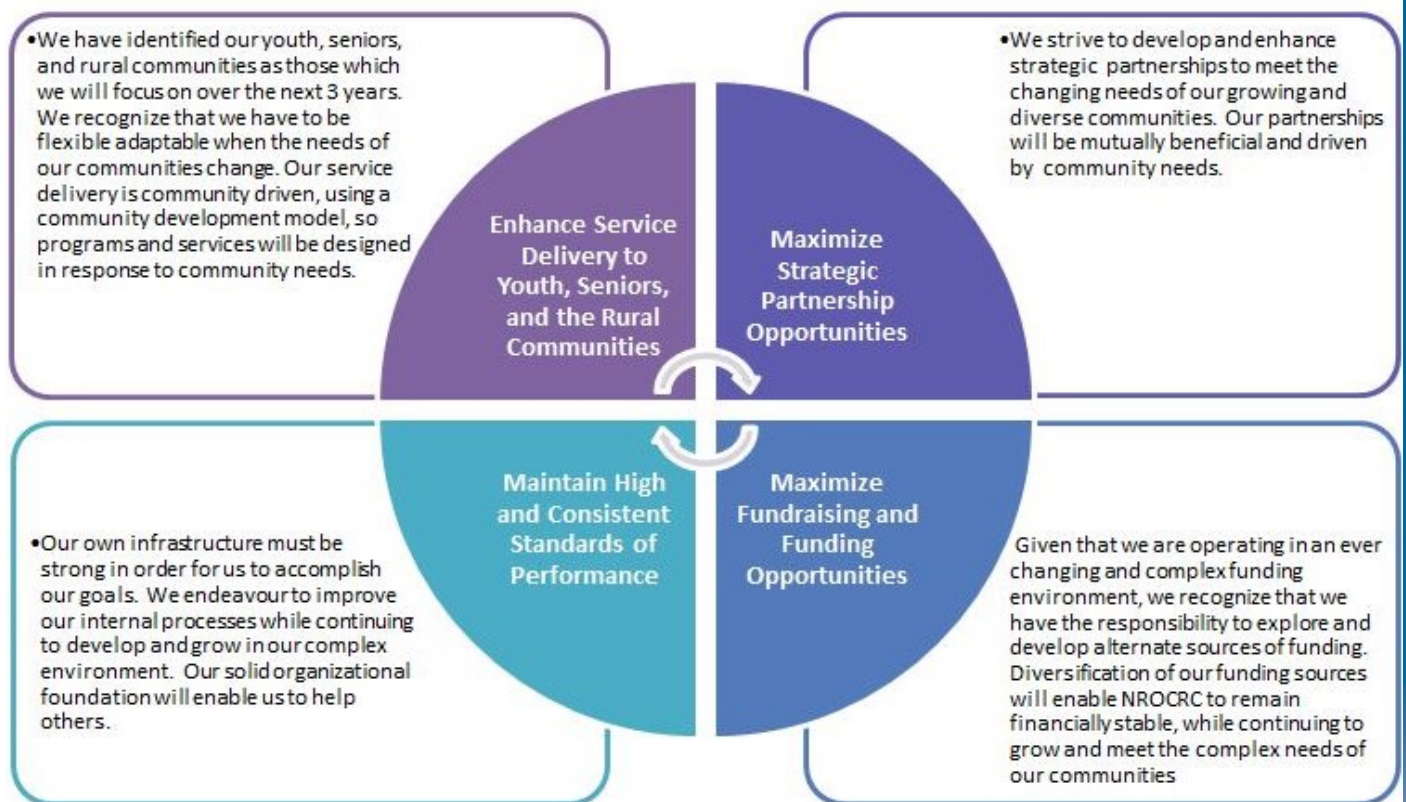 •We have identified our youth, seniors,
and rural communities as those which
we will focus on over the next 3 years.
We recognize that we have to be
flexible adaptable when the needs of
our communities change. Our service
delivery is community driven, using a
community development model, so
programs and services will be designed
in response to community needs.
Enhance Service
Delivery to
Youth, Seniors,
and the Rural
Communities
Maximize
Strategic
Partnership
Opportunities
•We strive to develop and enhance
strategic partnerships to meet the
changing needs of our growing and
diverse communities. Our partnerships
will be mutually beneficial and driven
by community needs.
•Our own infrastructure must be
strong in order for us to accomplish
our goals. We endeavour to improve
our internal processes while continuing
to develop and grow in our complex
environment. Our solid organizational
foundation will enable us to help
others.
Maintain High
and Consistent
Standards of
Performance
Maximize
Fundraising and
Funding
Opportunities
Given that we are operating in an ever
changing and complex funding
environment, we recognize that we
have the responsibility to explore and
develop alternate sources of funding.
Diversification of our funding sources
will enable NROCRC to remain
financially stable, while continuing to
grow and meet the complex needs of
our communities